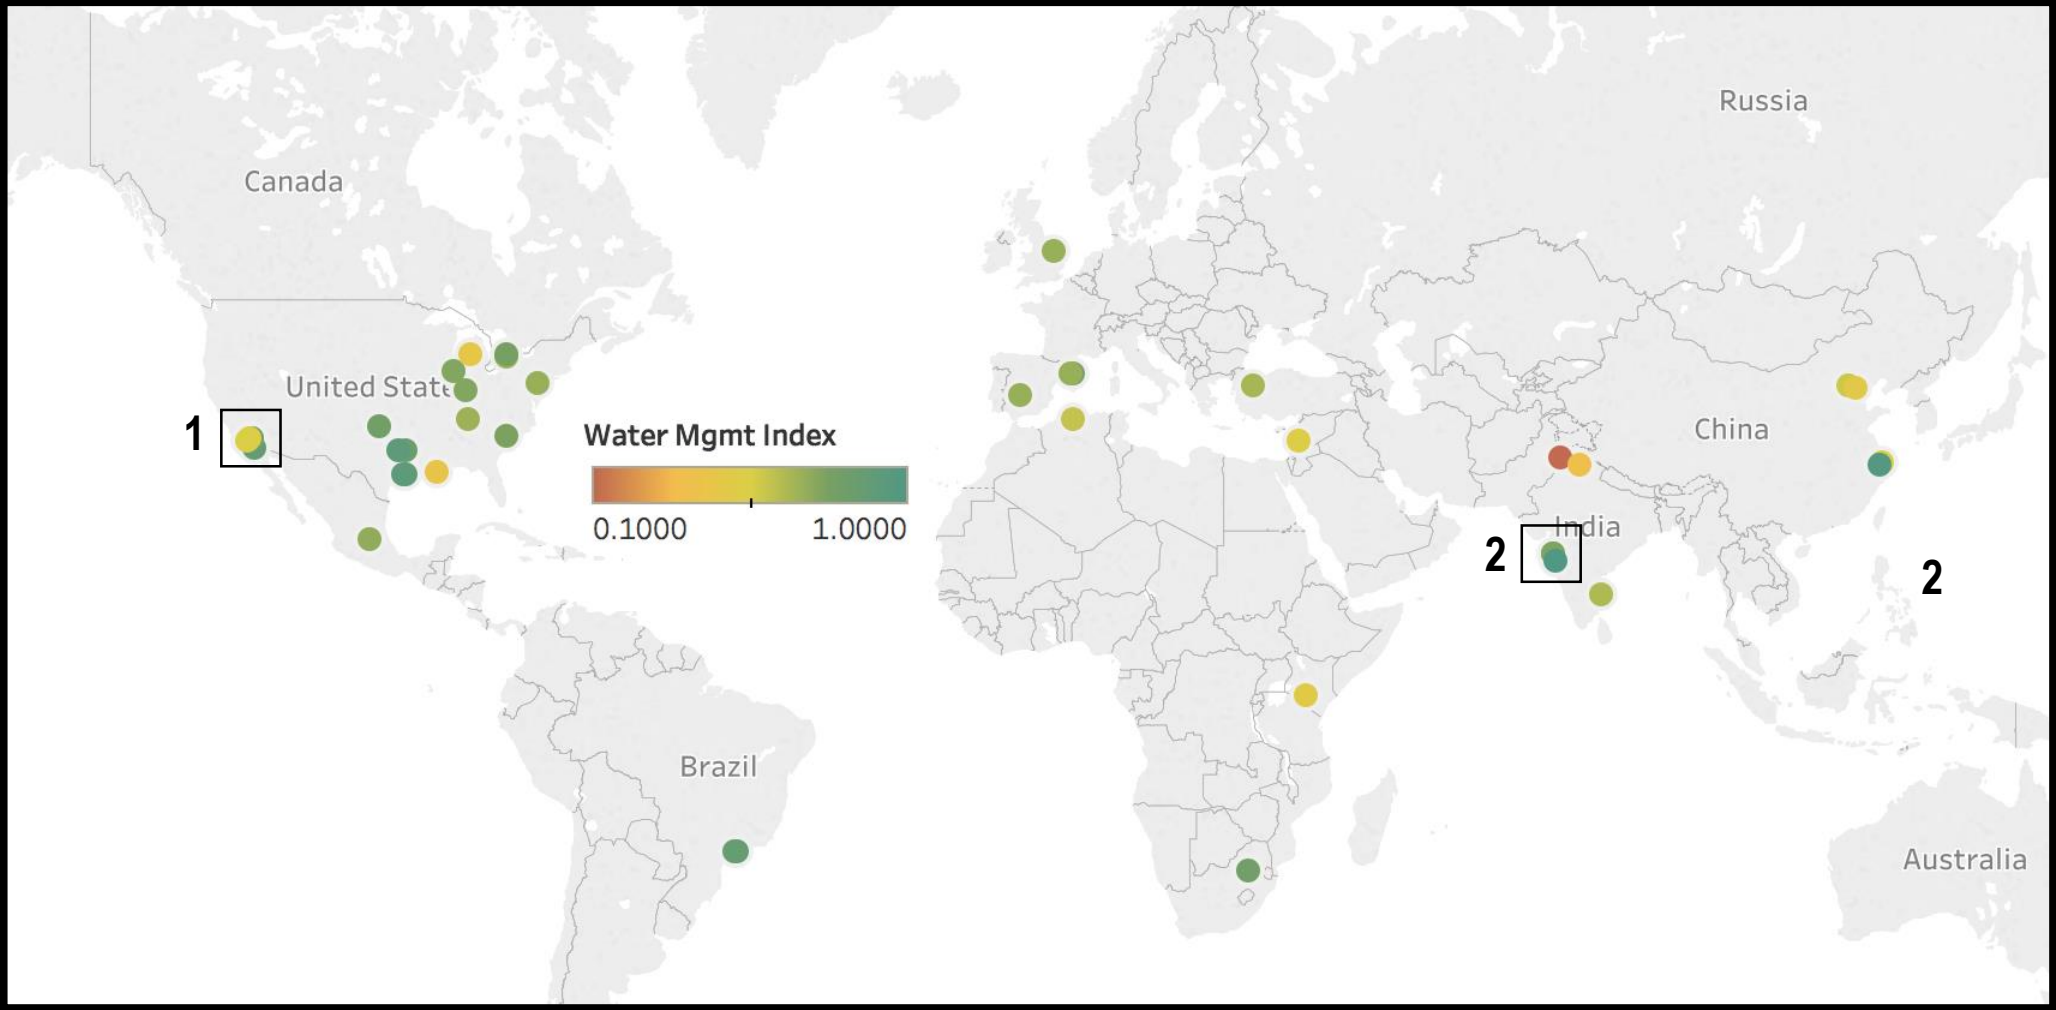 Russia
Canada
United State
1
Water Mgmt Index
0.1000 1.0000
China
India
2
2
Brazil
Australia